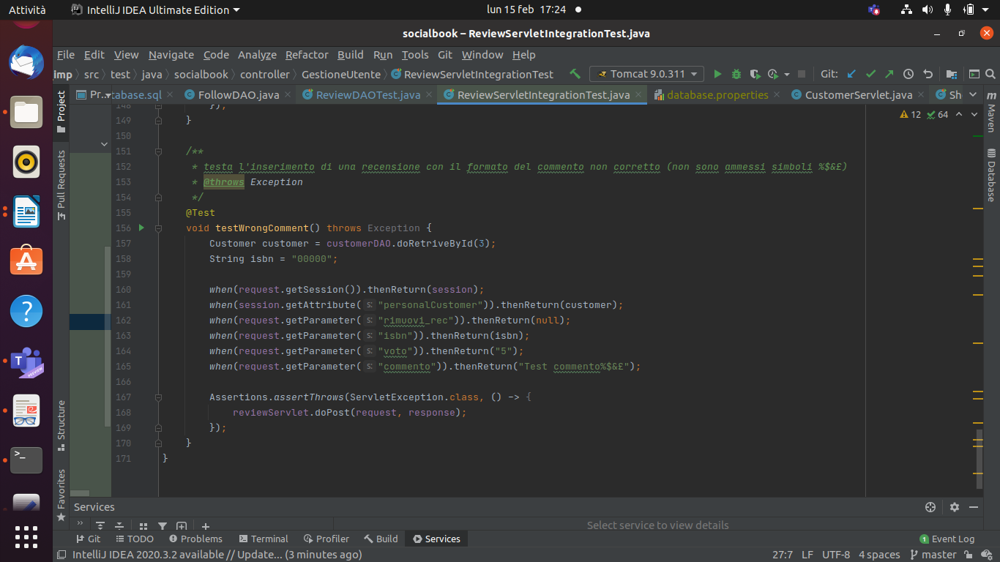 Attività IntelliJ IDEA Ultimate Edition lun 15 feb 17:24
socialbook – ReviewServletIntegrationTest.java
File Edit View Navigate Code Analyze Refactor Build Run Tools Git Window Help
imp src test java socialbook controller GestioneUtente ReviewServletIntegrationTest Tomcat 9.0.311 Git:
Project Pr... tabase.sql FollowDAO.java ReviewDAOTest.java ReviewServletIntegrationTest.java database.properties CustomerServlet.java Sh
12 64
Maven
Database
Pull Requests
Structure
Favorites
148 });
149 }
150
151 /**
152 * testa l'inserimento di una recensione con il formato del commento non corretto (non sono ammessi simboli %$&£)
153 * @throws Exception
154 */
155 @Test
156 void testWrongComment() throws Exception {
157 Customer customer = customerDAO.doRetriveById(3);
158 String isbn = "00000";
159
160 when(request.getSession()).thenReturn(session);
161 when(session.getAttribute( s: "personalCustomer")).thenReturn(customer);
162 when(request.getParameter( s: "rimuovi_rec")).thenReturn(null);
163 when(request.getParameter( s: "isbn")).thenReturn(isbn);
164 when(request.getParameter( s: "voto")).thenReturn("5");
165 when(request.getParameter( s: "commento")).thenReturn("Test commento%$&£");
166
167 Assertions.assertThrows(ServletException.class, () -> {
168 reviewServlet.doPost(request, response);
169 });
170 }
171 }
Services
Select service to view details
Git TODO Problems Terminal Profiler Build Services 1 Event Log
IntelliJ IDEA 2020.3.2 available // Update... (3 minutes ago) 27:7 LF UTF-8 4 spaces master